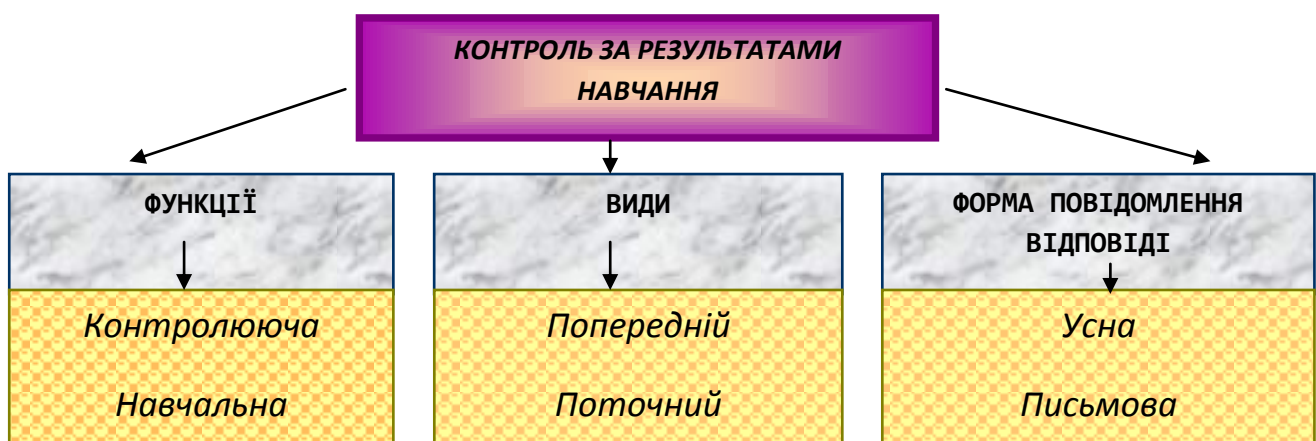 КОНТРОЛЬ ЗА РЕЗУЛЬТАТАМИ
НАВЧАННЯ
ФУНКЦІЇ
Контролююча
Навчальна
ВИДИ
Попередній
Поточний
ФОРМА ПОВІДОМЛЕННЯ
ВІДПОВІДІ
Усна
Письмова